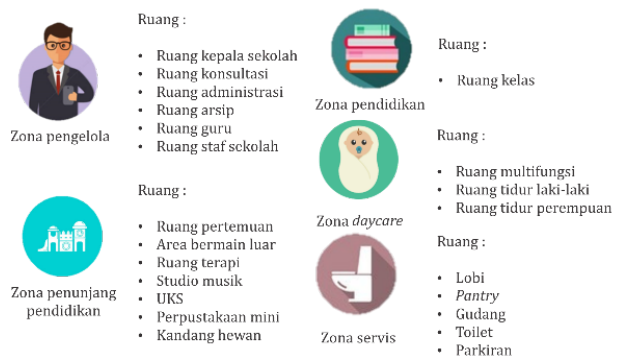 Ruang :
• Ruang kepala sekolah
• Ruang konsultasi
• Ruang administrasi
• Ruang arsip
• Ruang guru
• Ruang staf sekolah
Zona pengelola
Ruang :
• Ruang kelas
Zona pendidikan
Ruang :
• Ruang multifungsi
• Ruang tidur laki-laki
• Ruang tidur perempuan
Zona daycare
Ruang :
• Ruang pertemuan
• Area bermain luar
• Ruang terapi
• Studio musik
• UKS
• Perpustakaan mini
• Kandang hewan
Zona penunjang
pendidikan
Ruang :
• Lobi
• Pantry
• Gudang
• Toilet
• Parkiran
Zona servis